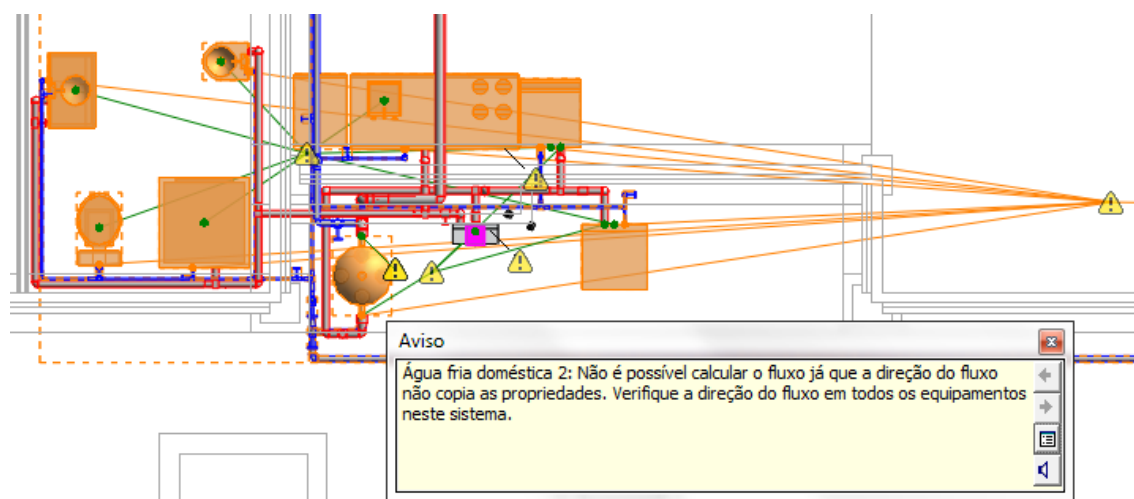 Aviso
Água fria doméstica 2: Não é possível calcular o fluxo já que a direção do fluxo
não copia as propriedades. Verifique a direção do fluxo em todos os equipamentos
neste sistema.